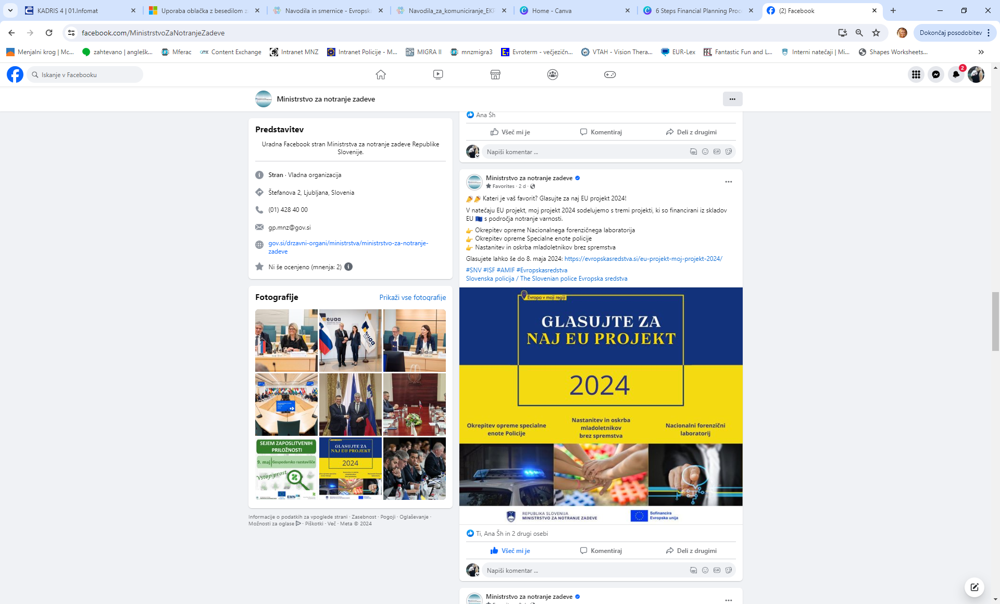 KADRIS 4 | 01.Infomat
Uporaba oblačka z besedilom z
Navodila in smernice - Evropska
Navodila_za_komuniciranje_EKP
Home - Canva
6 Steps Financial Planning Proc
(2) Facebook
facebook.com/MinistrstvoZaNotranjeZadeve
Dokončaj posodobitev
Menjalni krog | Mc...
zahtevano | anglešk...
Mferac
Content Exchange
Intranet MNZ
Intranet Policije - M...
MIGRA II
mnzmigra3
Evroterm – večjezičn...
VTAH - Vision Thera...
EUR-Lex
Fantastic Fun and L...
Interni natečaji | Mi...
Shapes Worksheets...
Iskanje v Facebooku
2
Ministrstvo za notranje zadeve
Predstavitev
Uradna Facebook stran Ministrstva za notranje zadeve Republike
Slovenije.
Stran · Vladna organizacija
Štefanova 2, Ljubljana, Slovenia
(01) 428 40 00
gp.mnz@gov.si
gov.si/drzavni-organi/ministrstva/ministrstvo-za-notranje-
zadeve
Ni še ocenjeno (mnenja: 2)
Fotografije
Prikaži vse fotografije
euaa
euaa
SEJEM ZAPOSLITVENIH
PRILOŽNOSTI
9. maj Gospodarsko razstavišče
Vstop prost
EMN
GLASUJTE ZA
NAJ EU PROJEKT
2024
Informacije o podatkih za vpoglede strani · Zasebnost · Pogoji · Oglaševanje ·
Možnosti za oglase · Piškotki · Več · Meta © 2024
Ana Šh
Všeč mi je
Komentiraj
Deli z drugimi
Napiši komentar ...
Ministrstvo za notranje zadeve
Favorites · 2 d ·
Kateri je vaš favorit? Glasujte za naj EU projekt 2024!
V natečaju EU projekt, moj projekt 2024 sodelujemo s tremi projekti, ki so financirani iz skladov
EU s področja notranje varnosti.
Okrepitev opreme Nacionalnega forenzičnega laboratorija
Okrepitev opreme Specialne enote policije
Nastanitev in oskrba mladoletnikov brez spremstva
Glasujete lahko še do 8. maja 2024: https://evropskasredstva.si/eu-projekt-moj-projekt-2024/
#SNV #ISF #AMIF #Evropskasredstva
Slovenska policija / The Slovenian police Evropska sredstva
Evropa v moji regiji
GLASUJTE ZA
NAJ EU PROJEKT
2024
Okrepitev opreme specialne
enote Policije
Nastanitev in oskrba
mladoletnikov
brez spremstva
Nacionalni forenzični
laboratorij
REPUBLIKA SLOVENIJA
MINISTRSTVO ZA NOTRANJE ZADEVE
Sofinancira
Evropska unija
Ti, Ana Šh in 2 drugi osebi
Všeč mi je
Komentiraj
Deli z drugimi
Napiši komentar ...
Ministrstvo za notranje zadeve